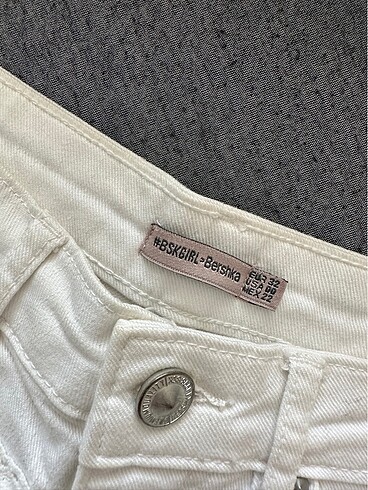 #BSKGIRL>Bershka
EUR 32
USA 00
MEX 22